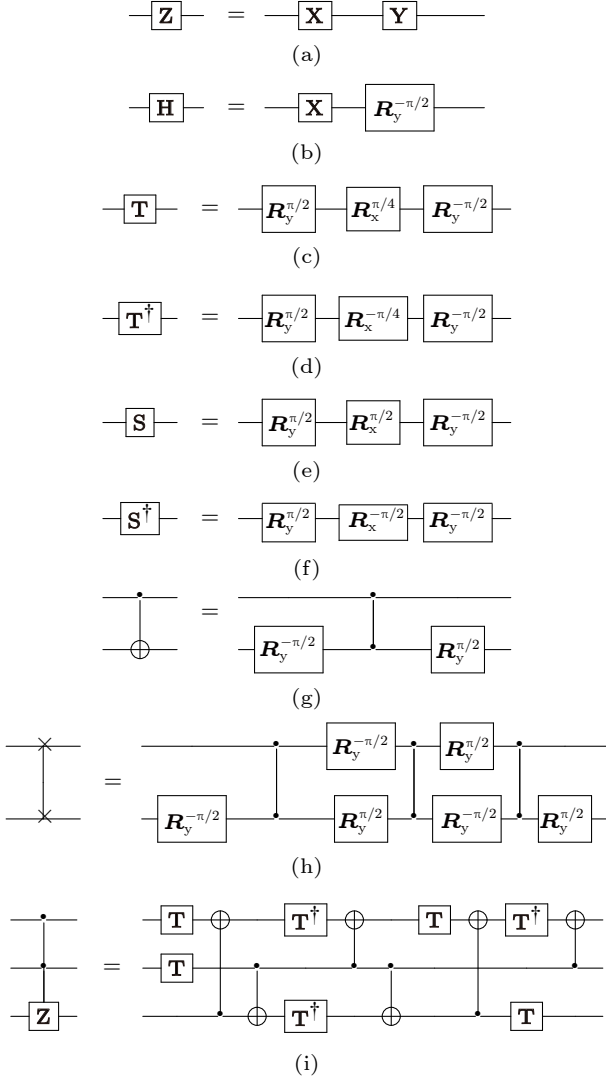 Z = X Y
(a)
H = X R_y^{-π/2}
(b)
T = R_y^{π/2} R_x^{π/4} R_y^{-π/2}
(c)
T† = R_y^{π/2} R_x^{-π/4} R_y^{-π/2}
(d)
S = R_y^{π/2} R_x^{π/2} R_y^{-π/2}
(e)
S† = R_y^{π/2} R_x^{-π/2} R_y^{-π/2}
(f)
=
R_y^{-π/2} R_y^{π/2}
(g)
R_y^{-π/2} R_y^{π/2}
=
R_y^{-π/2} R_y^{π/2} R_y^{-π/2} R_y^{π/2}
(h)
T T† T T†
= T
Z T† T
(i)